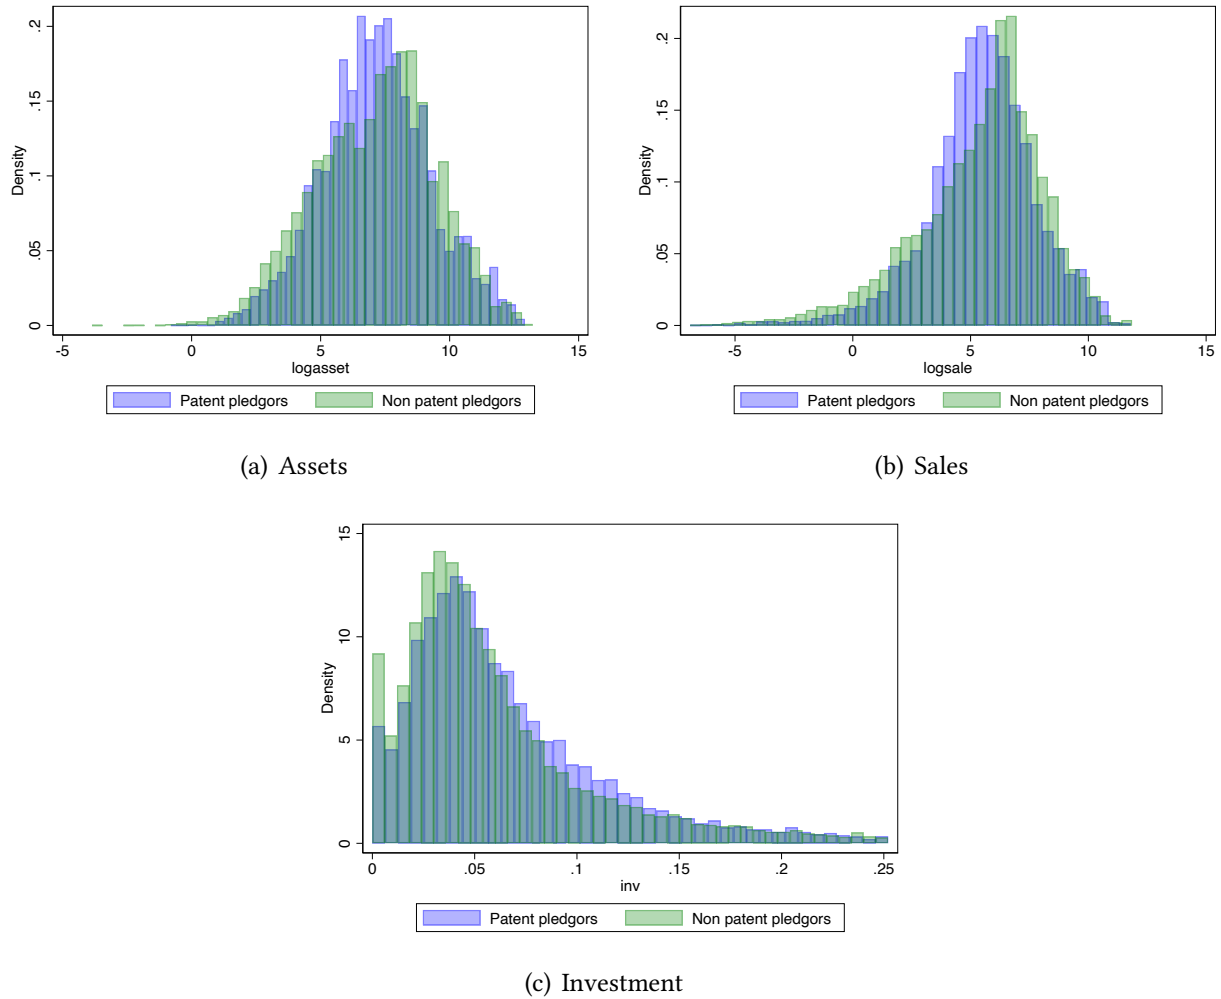 Density
.2
.15
.1
.05
0
-5 0 5 10 15
logasset
Patent pledgors Non patent pledgors
(a) Assets
Density
.2
.15
.1
.05
0
-5 0 5 10 15
logsale
Patent pledgors Non patent pledgors
(b) Sales
Density
15
10
5
0
0 .05 .1 .15 .2 .25
inv
Patent pledgors Non patent pledgors
(c) Investment